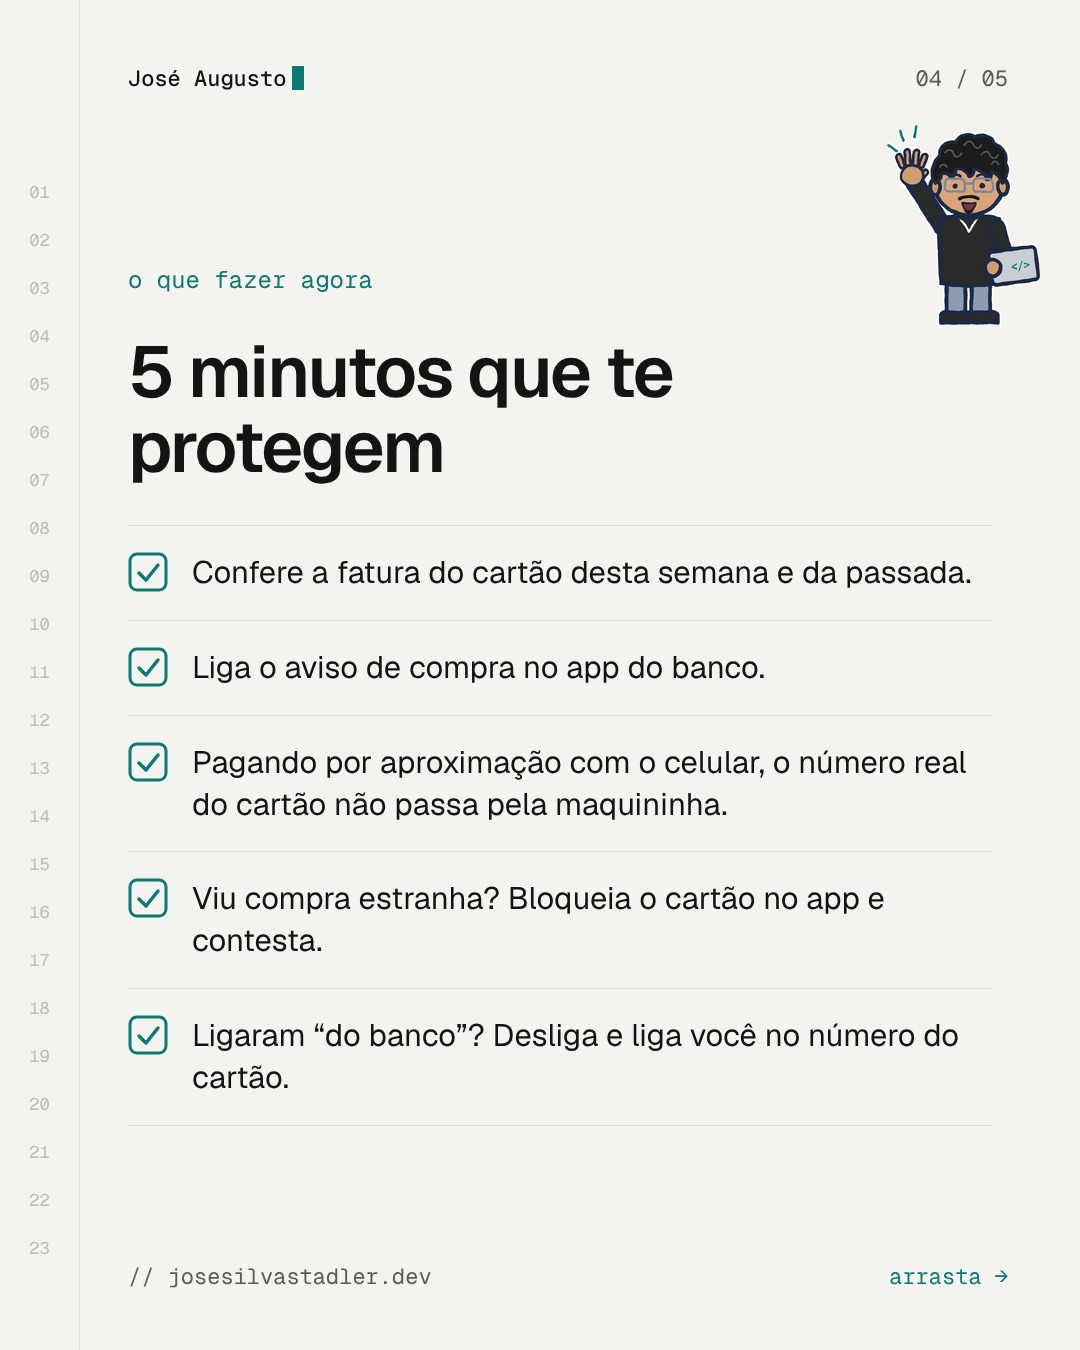 José Augusto
04 / 05
01
02
03
04
05
06
07
08
09
10
11
12
13
14
15
16
17
18
19
20
21
22
23
o que fazer agora
5 minutos que te
protegem
Confere a fatura do cartão desta semana e da passada.
Liga o aviso de compra no app do banco.
Pagando por aproximação com o celular, o número real
do cartão não passa pela maquininha.
Viu compra estranha? Bloqueia o cartão no app e
contesta.
Ligaram “do banco”? Desliga e liga você no número do
cartão.
</>
// josesilvastadler.dev
arrasta →